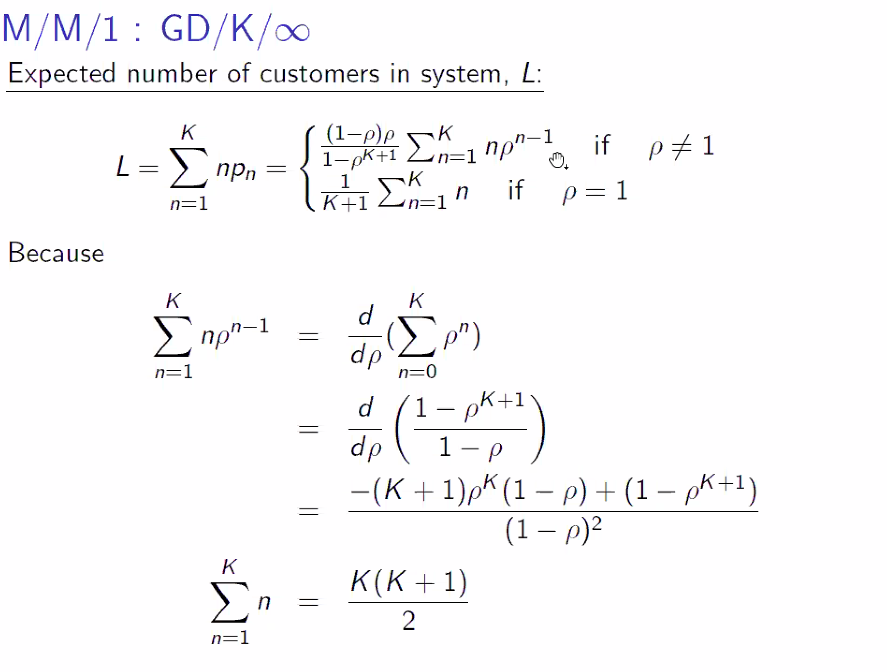 M/M/1 : GD/K/∞
Expected number of customers in system, L:
L = \sum_{n=1}^{K} np_n = \begin{cases} \frac{(1-\rho)\rho}{1-\rho^{K+1}} \sum_{n=1}^{K} n\rho^{n-1} & \text{if } \rho \neq 1 \\ \frac{1}{K+1} \sum_{n=1}^{K} n & \text{if } \rho = 1 \end{cases}
Because
\sum_{n=1}^{K} n\rho^{n-1} = \frac{d}{d\rho} ( \sum_{n=0}^{K} \rho^n )
= \frac{d}{d\rho} \left( \frac{1 - \rho^{K+1}}{1 - \rho} \right)
= \frac{-(K + 1)\rho^K (1 - \rho) + (1 - \rho^{K+1})}{(1 - \rho)^2}
\sum_{n=1}^{K} n = \frac{K(K + 1)}{2}